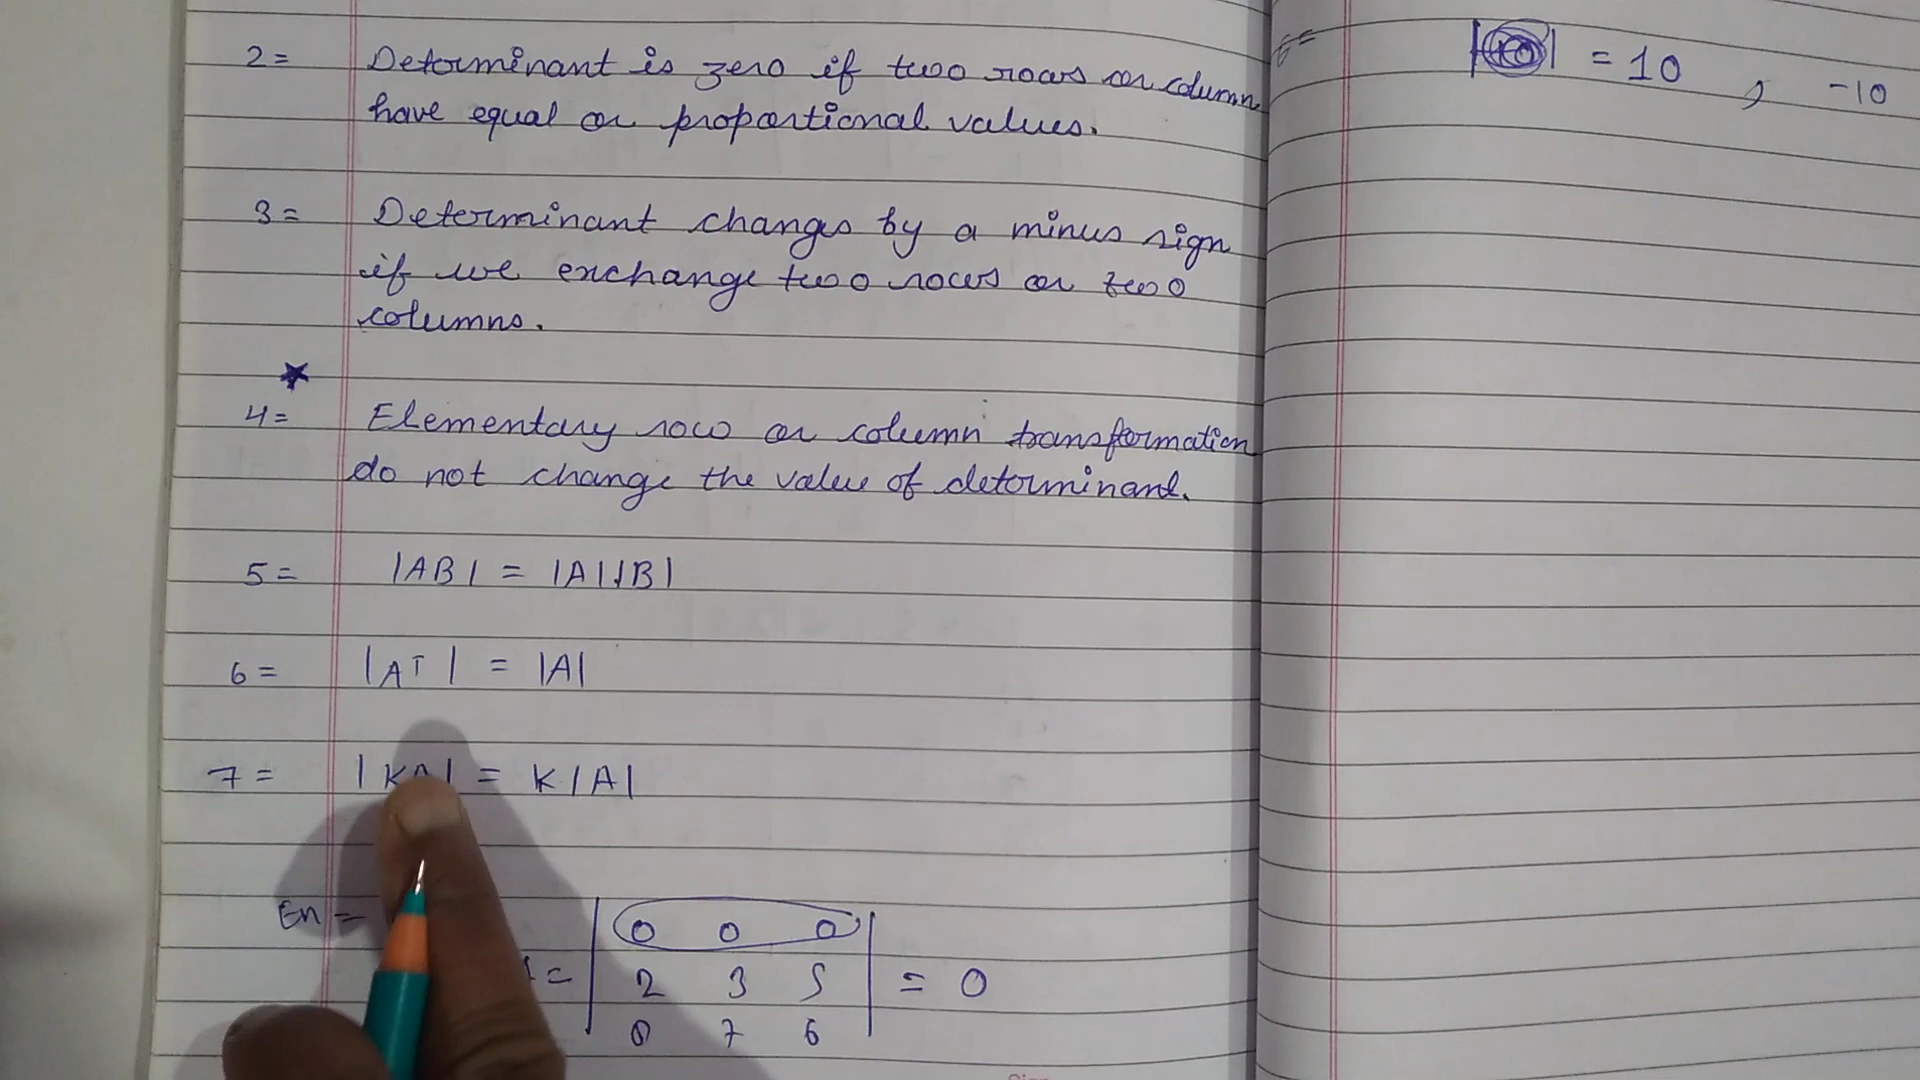 2= Determinant is zero if two rows or column
have equal or proportional values.
3= Determinant changes by a minus sign
if we exchange two rows or two
columns.
4= Elementary row or column transformation
do not change the value of determinant.
5= |AB| = |A||B|
6= |AT| = |A|
7= |KA| = K|A|
En =
= | 0 0 0 |
| 2 3 5 | = 0
| 0 7 6 |
= 10 , -10